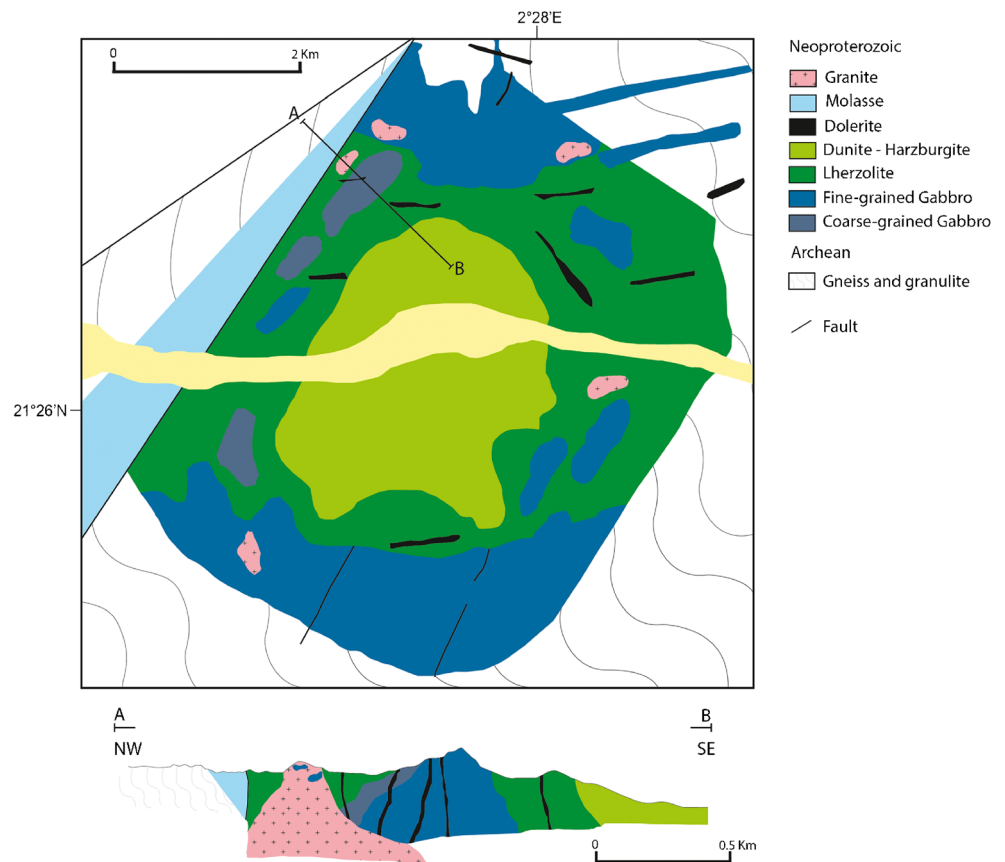 2°28'E
0
2 Km
A
B
21°26'N
Neoproterozoic
Granite
Molasse
Dolerite
Dunite - Harzburgite
Lherzolite
Fine-grained Gabbro
Coarse-grained Gabbro
Archean
Gneiss and granulite
Fault
A
B
NW
SE
0
0.5 Km